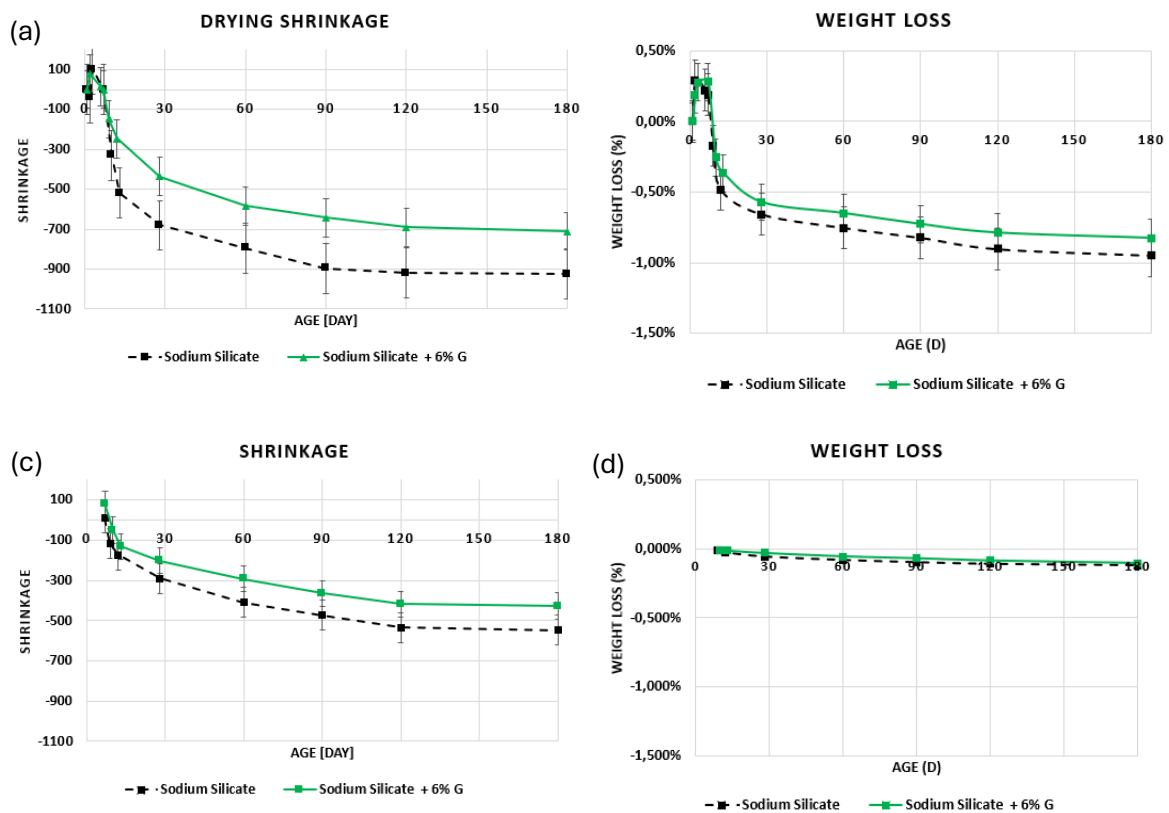 (a)
DRYING SHRINKAGE
100
-100
-300
-500
-700
-900
-1100
0 30 60 90 120 150 180
SHRINKAGE
AGE [DAY]
Sodium Silicate Sodium Silicate + 6% G
WEIGHT LOSS
0,50%
0,00%
-0,50%
-1,00%
-1,50%
0 30 60 90 120 150 180
WEIGHT LOSS (%)
AGE (D)
Sodium Silicate Sodium Silicate + 6% G
(c)
SHRINKAGE
100
-100
-300
-500
-700
-900
-1100
0 30 60 90 120 150 180
SHRINKAGE
AGE [DAY]
Sodium Silicate Sodium Silicate + 6% G
(d)
WEIGHT LOSS
0,500%
0,000%
-0,500%
-1,000%
-1,500%
0 30 60 90 120 150 180
WEIGHT LOSS (%)
AGE (D)
Sodium Silicate Sodium Silicate + 6% G